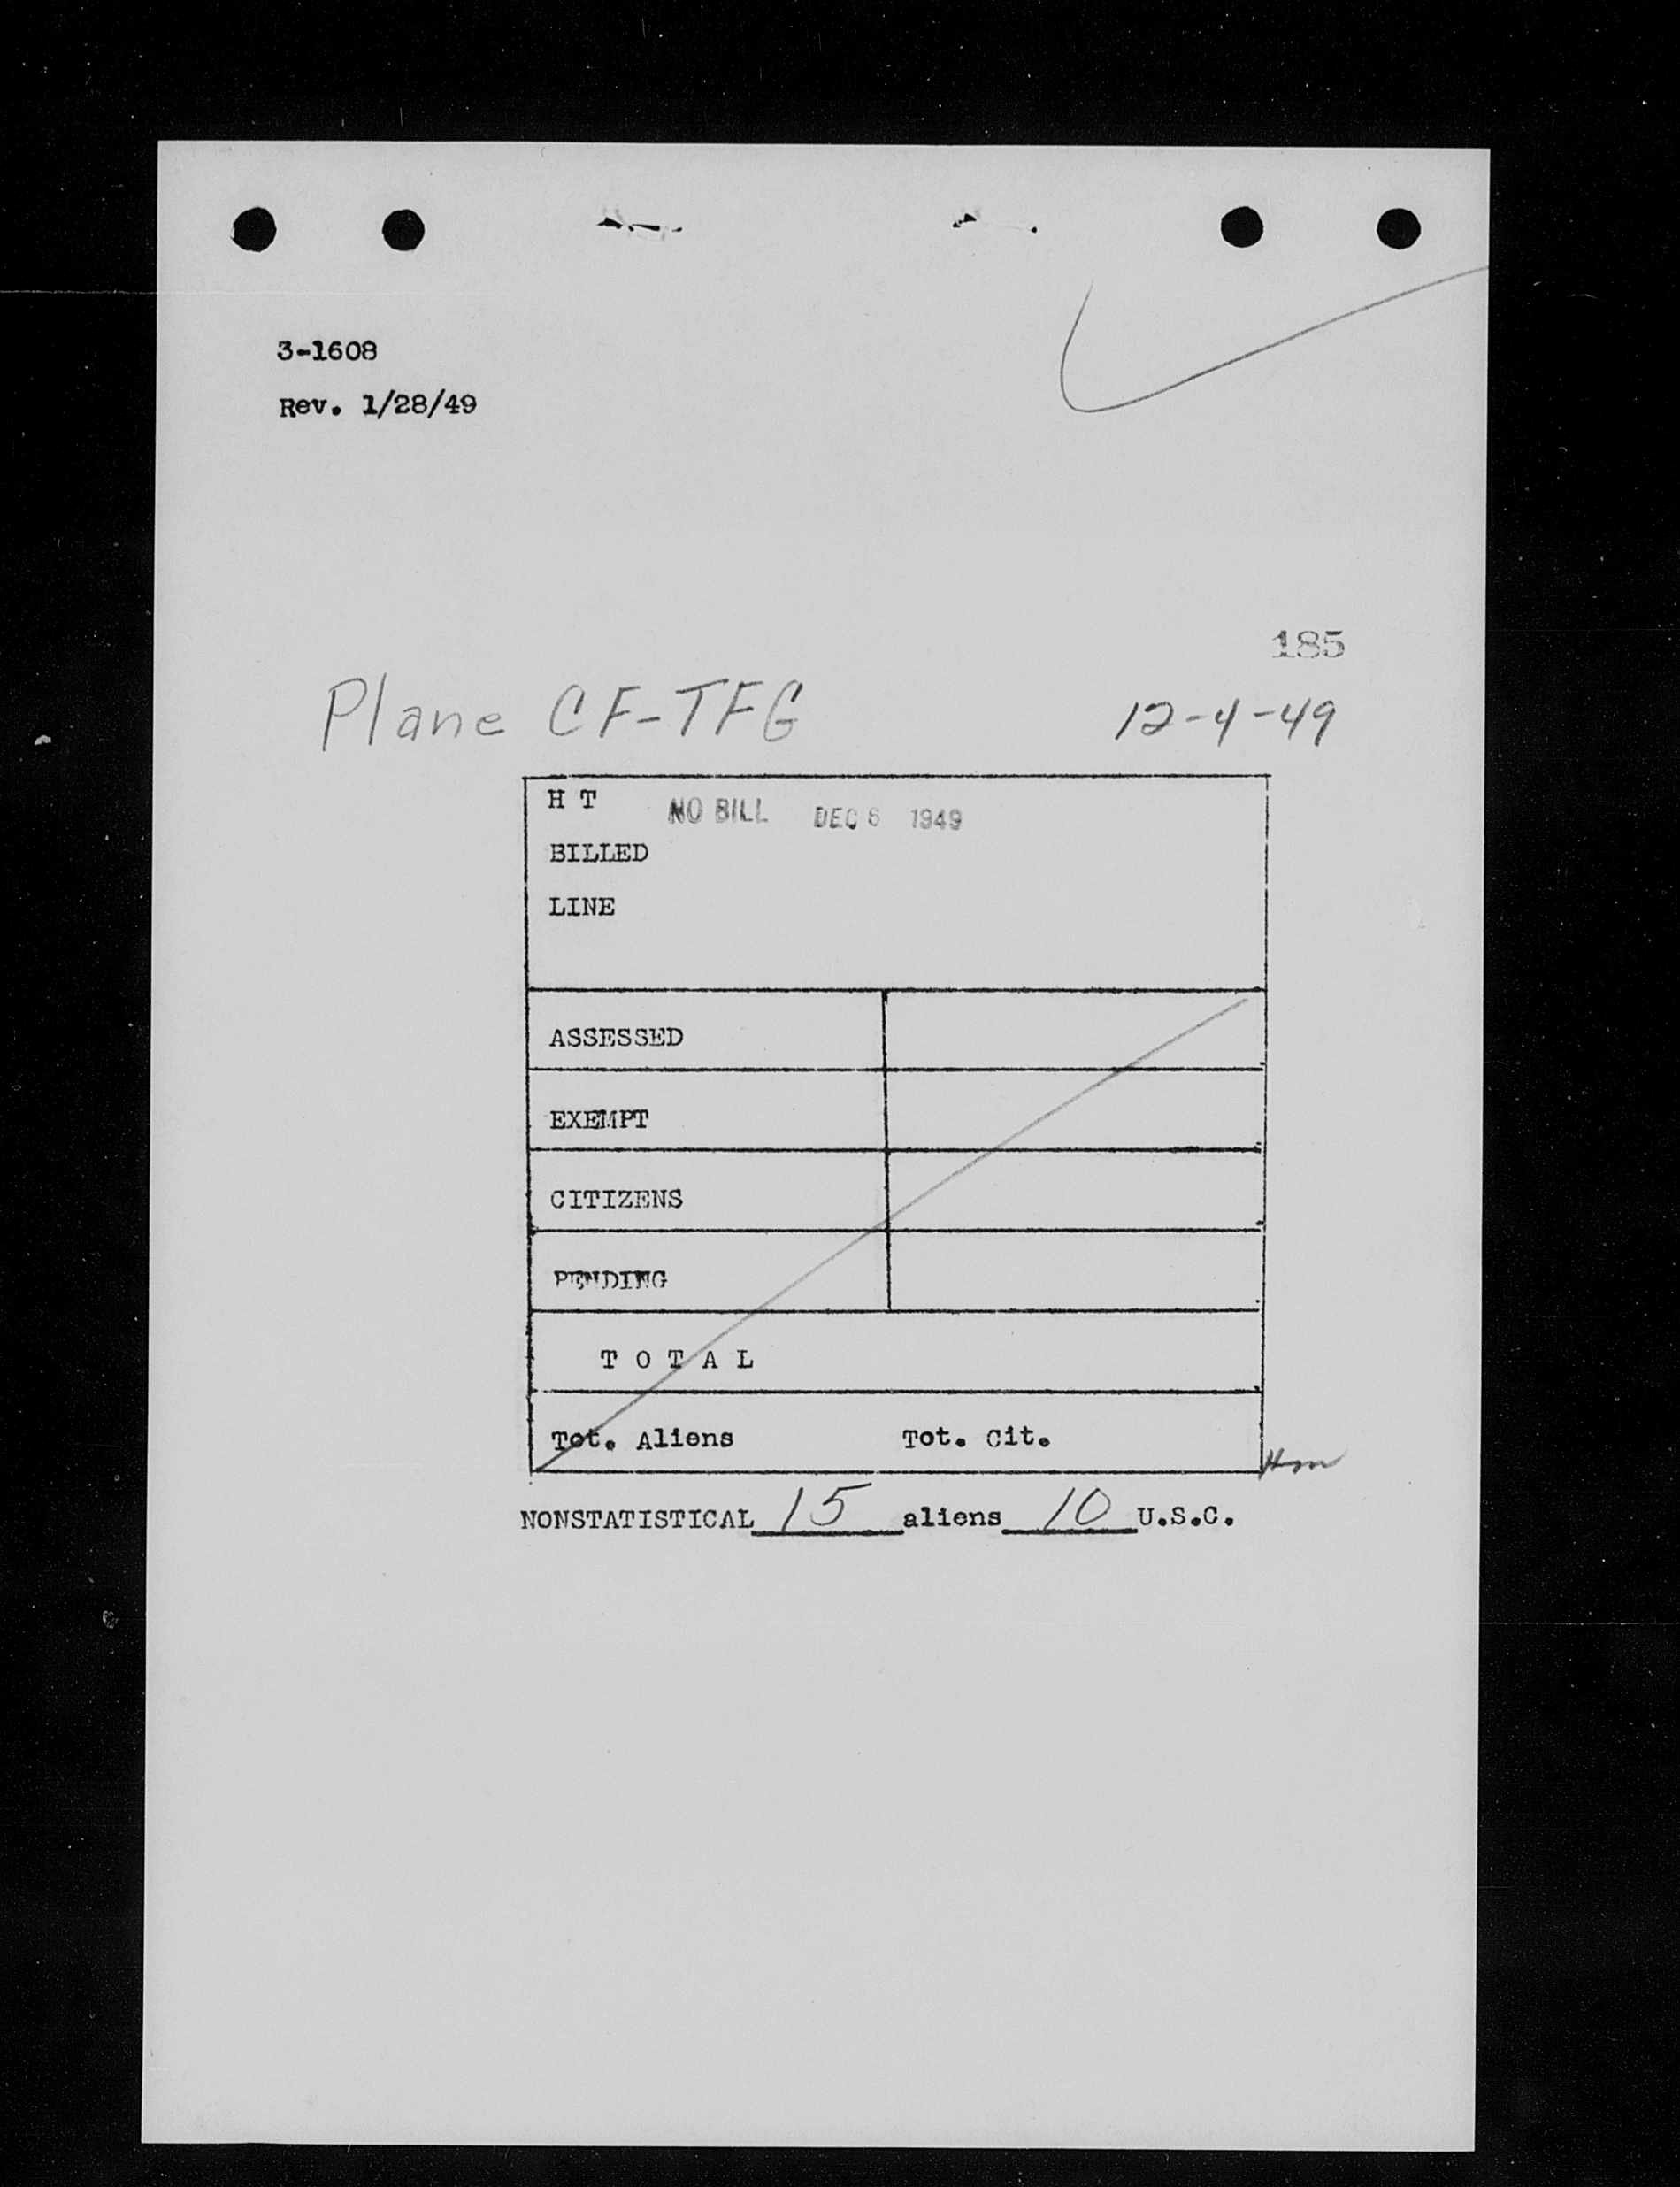 3-1608
Rev. 1/28/49
185
Plane CF-TFG 12-4-49
H T NO BILL DEC 6 1949
BILLED
LINE
ASSESSED
EXEMPT
CITIZENS
PENDING
T O T A L
Tot. Aliens Tot. Cit.
Hm
NONSTATISTICAL 15 aliens 10 U.S.C.